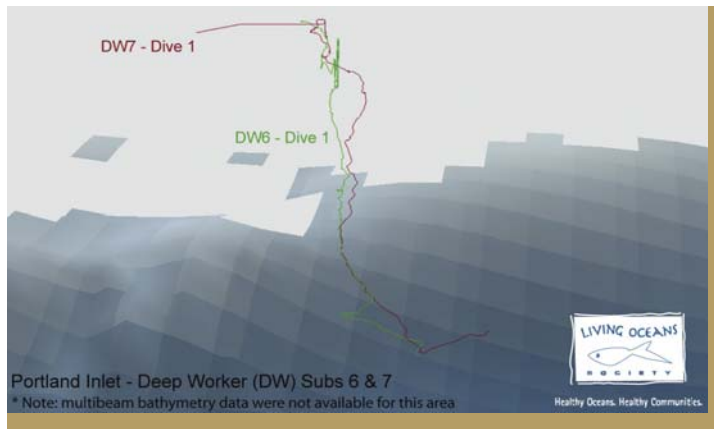 DW7 - Dive 1
DW6 - Dive 1
LIVING OCEANS
SOCIETY
Portland Inlet - Deep Worker (DW) Subs 6 & 7
* Note: multibeam bathymetry data were not available for this area
Healthy Oceans. Healthy Communities.